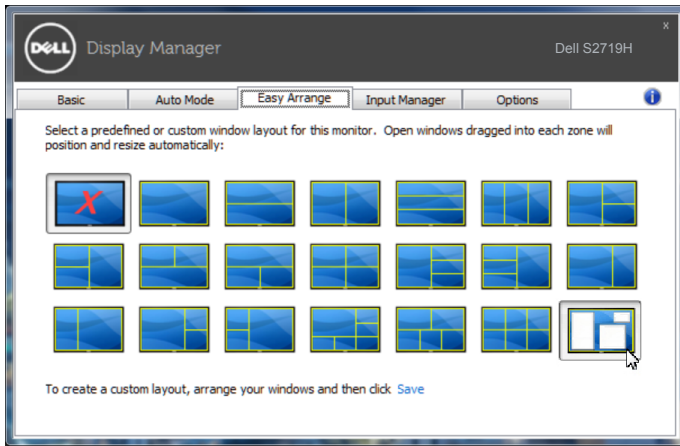 x
DELL Display Manager Dell S2719H
Basic Auto Mode Easy Arrange Input Manager Options i
Select a predefined or custom window layout for this monitor. Open windows dragged into each zone will
position and resize automatically:
X
To create a custom layout, arrange your windows and then click Save